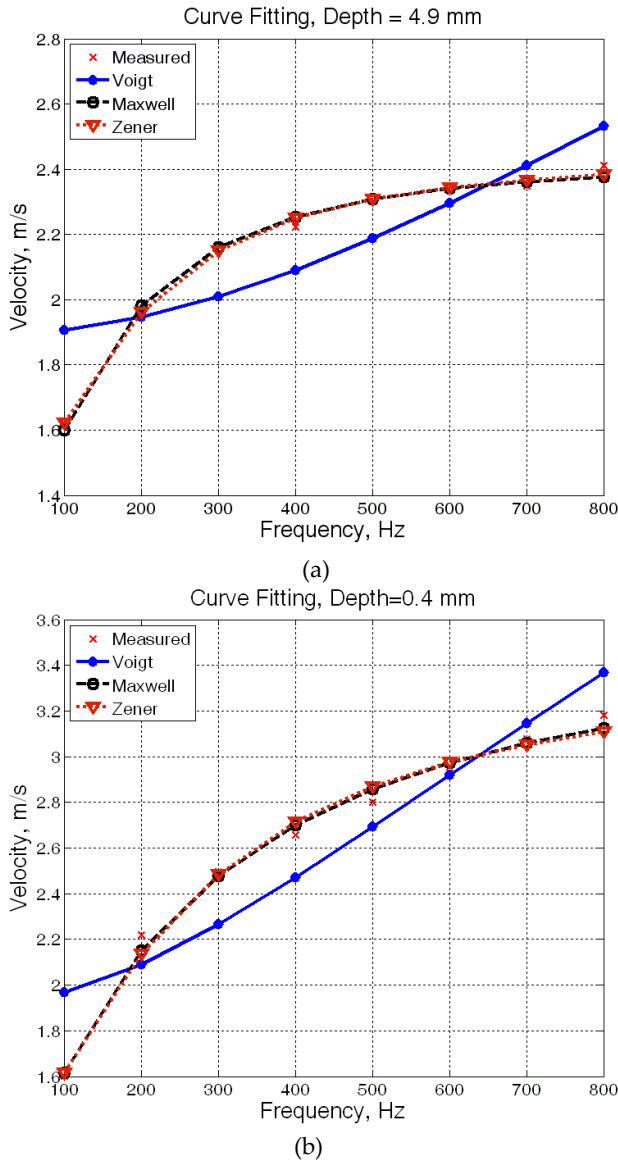 Curve Fitting, Depth = 4.9 mm
Measured
Voigt
Maxwell
Zener
Velocity, m/s
2.8
2.6
2.4
2.2
2
1.8
1.6
1.4
100 200 300 400 500 600 700 800
Frequency, Hz
(a)
Curve Fitting, Depth=0.4 mm
Measured
Voigt
Maxwell
Zener
Velocity, m/s
3.6
3.4
3.2
3
2.8
2.6
2.4
2.2
2
1.8
1.6
100 200 300 400 500 600 700 800
Frequency, Hz
(b)